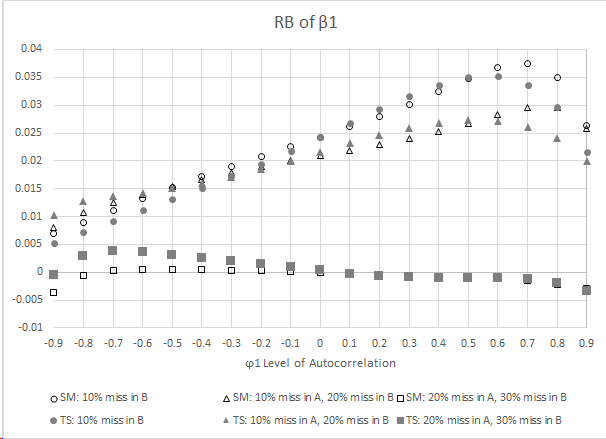 RB of β1
0.04
0.035
0.03
0.025
0.02
0.015
0.01
0.005
0
-0.005
-0.01
-0.9 -0.8 -0.7 -0.6 -0.5 -0.4 -0.3 -0.2 -0.1 0 0.1 0.2 0.3 0.4 0.5 0.6 0.7 0.8 0.9
φ1 Level of Autocorrelation
SM: 10% miss in B SM: 10% miss in A, 20% miss in B SM: 20% miss in A, 30% miss in B
TS: 10% miss in B TS: 10% miss in A, 20% miss in B TS: 20% miss in A, 30% miss in B